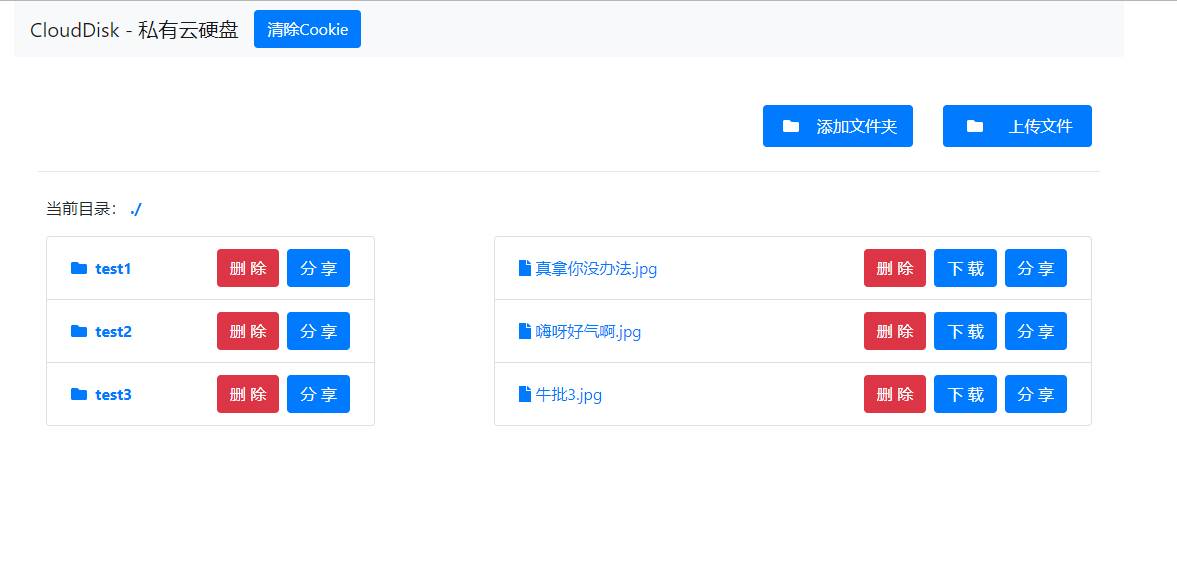 CloudDisk - 私有云硬盘 清除Cookie
添加文件夹 上传文件
当前目录： ./
test1 删 除 分 享 真拿你没办法.jpg 删 除 下 载 分 享
test2 删 除 分 享 嗨呀好气啊.jpg 删 除 下 载 分 享
test3 删 除 分 享 牛批3.jpg 删 除 下 载 分 享